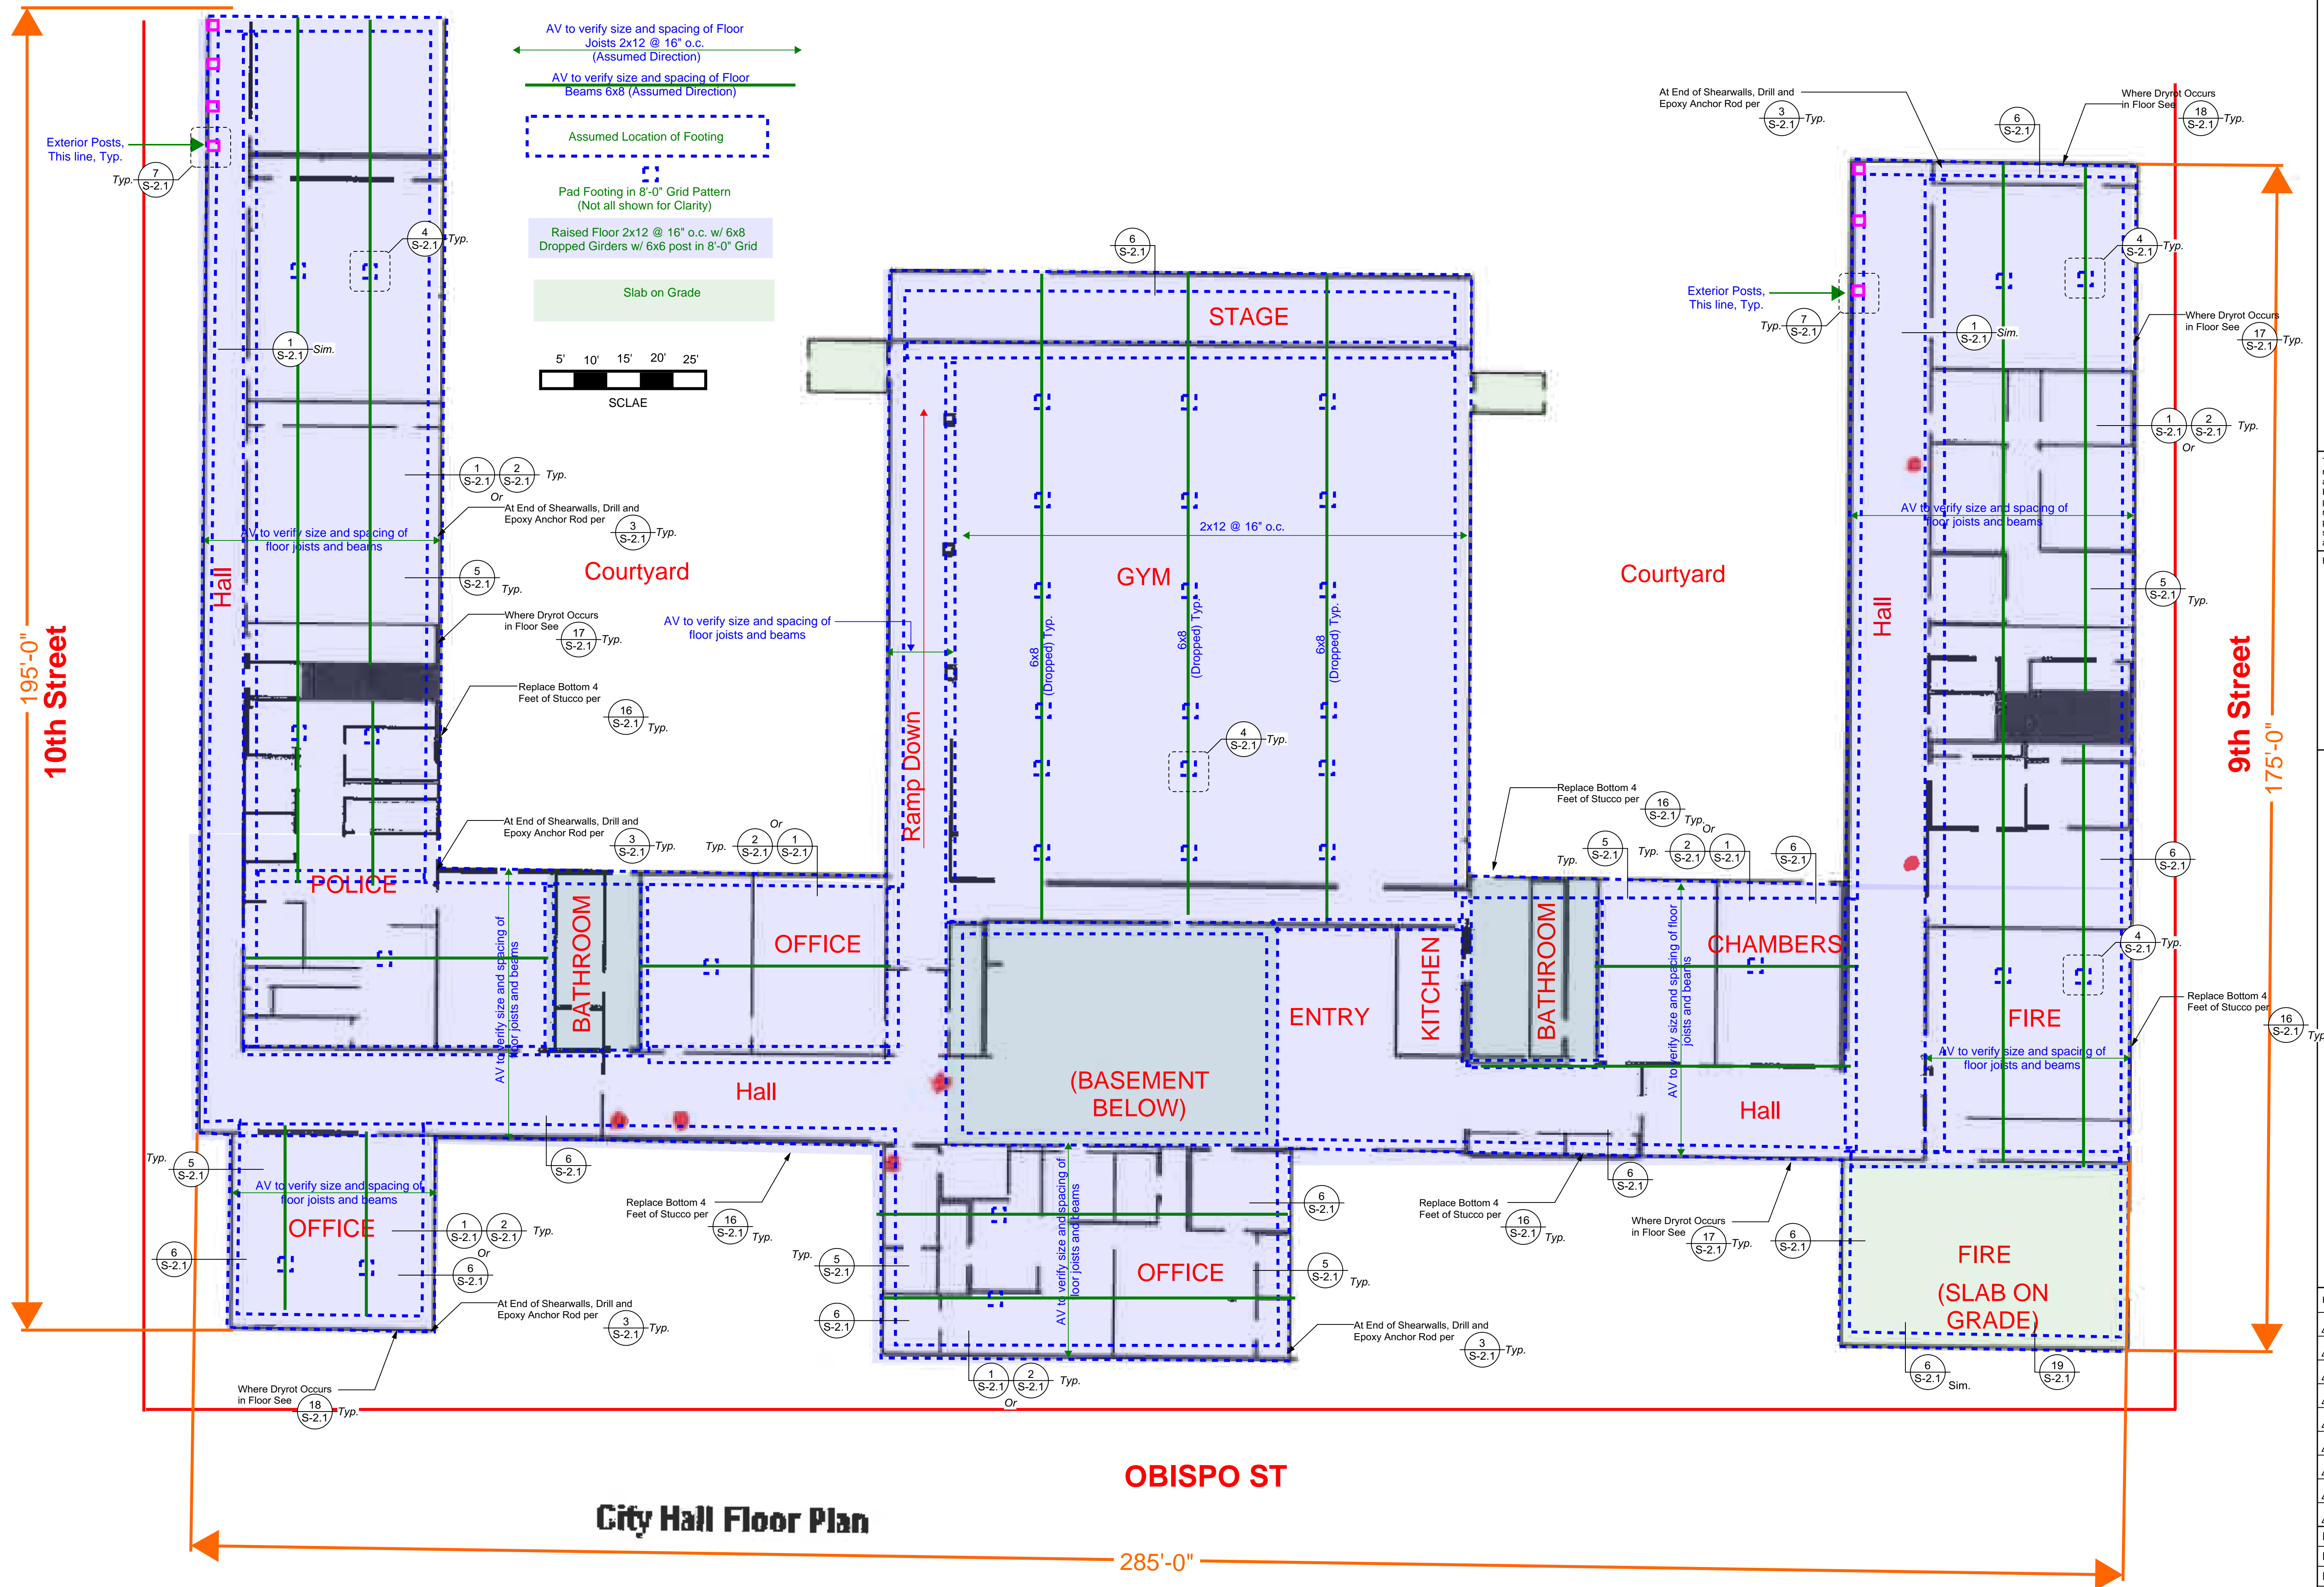 AV to verify size and spacing of Floor
Joists 2x12 @ 16" o.c.
(Assumed Direction)
AV to verify size and spacing of Floor
Beams 6x8 (Assumed Direction)
Assumed Location of Footing
Pad Footing in 8'-0" Grid Pattern
(Not all shown for Clarity)
Raised Floor 2x12 @ 16" o.c. w/ 6x8
Dropped Girders w/ 6x6 post in 8'-0" Grid
Slab on Grade
5' 10' 15' 20' 25'
SCLAE
Exterior Posts,
This line, Typ.
Typ. 7
S-2.1
4
S-2.1 Typ.
1
S-2.1 Sim.
1 2
S-2.1 S-2.1 Typ.
Or
At End of Shearwalls, Drill and
Epoxy Anchor Rod per
3
S-2.1 Typ.
AV to verify size and spacing of
floor joists and beams
5
S-2.1 Typ.
Hall
Courtyard
Where Dryrot Occurs
in Floor See
17
S-2.1 Typ.
Replace Bottom 4
Feet of Stucco per
16
S-2.1 Typ.
195'-0"
10th Street
At End of Shearwalls, Drill and
Epoxy Anchor Rod per
3
S-2.1 Typ.
Or
Typ. 2 1
S-2.1 S-2.1
POLICE
AV to verify size and spacing of
floor joists and beams
BATHROOM
OFFICE
Hall
6
S-2.1
Typ. 5
S-2.1
AV to verify size and spacing of
floor joists and beams
OFFICE
1 2
S-2.1 S-2.1 Typ.
Or
6
S-2.1
6
S-2.1
At End of Shearwalls, Drill and
Epoxy Anchor Rod per
3
S-2.1 Typ.
Where Dryrot Occurs
in Floor See
18
S-2.1 Typ.
Replace Bottom 4
Feet of Stucco per
16
S-2.1 Typ.
6
S-2.1
STAGE
2x12 @ 16" o.c.
GYM
AV to verify size and spacing of
floor joists and beams
6x8
(Dropped) Typ.
6x8
(Dropped) Typ.
6x8
(Dropped) Typ.
Ramp Down
4
S-2.1 Typ.
(BASEMENT
BELOW)
ENTRY
KITCHEN
AV to verify size and spacing of
floor joists and beams
6
S-2.1
Typ. 5
S-2.1
OFFICE
5
S-2.1 Typ.
6
S-2.1
1 2
S-2.1 S-2.1 Typ.
Or
At End of Shearwalls, Drill and
Epoxy Anchor Rod per
3
S-2.1 Typ.
At End of Shearwalls, Drill and
Epoxy Anchor Rod per
3
S-2.1 Typ.
6
S-2.1
Where Dryrot Occurs
in Floor See
18
S-2.1 Typ.
4
S-2.1 Typ.
Exterior Posts,
This line, Typ.
Typ. 7
S-2.1
1
S-2.1 Sim.
Where Dryrot Occurs
in Floor See
17
S-2.1 Typ.
1 2
S-2.1 S-2.1 Typ.
Or
AV to verify size and spacing of
floor joists and beams
Courtyard
Hall
5
S-2.1 Typ.
9th Street
175'-0"
Replace Bottom 4
Feet of Stucco per
16
S-2.1 Typ.
Or
Typ. 5
S-2.1
Typ. 2 1
S-2.1 S-2.1
6
S-2.1
6
S-2.1
BATHROOM
AV to verify size and spacing of floor
joists and beams
CHAMBERS
4
S-2.1 Typ.
FIRE
Replace Bottom 4
Feet of Stucco per
16
S-2.1 Typ.
AV to verify size and spacing of
floor joists and beams
Hall
6
S-2.1
Replace Bottom 4
Feet of Stucco per
16
S-2.1 Typ.
Where Dryrot Occurs
in Floor See
17
S-2.1 Typ.
6
S-2.1
FIRE
(SLAB ON
GRADE)
6
S-2.1 Sim.
19
S-2.1
OBISPO ST
City Hall Floor Plan
285'-0"